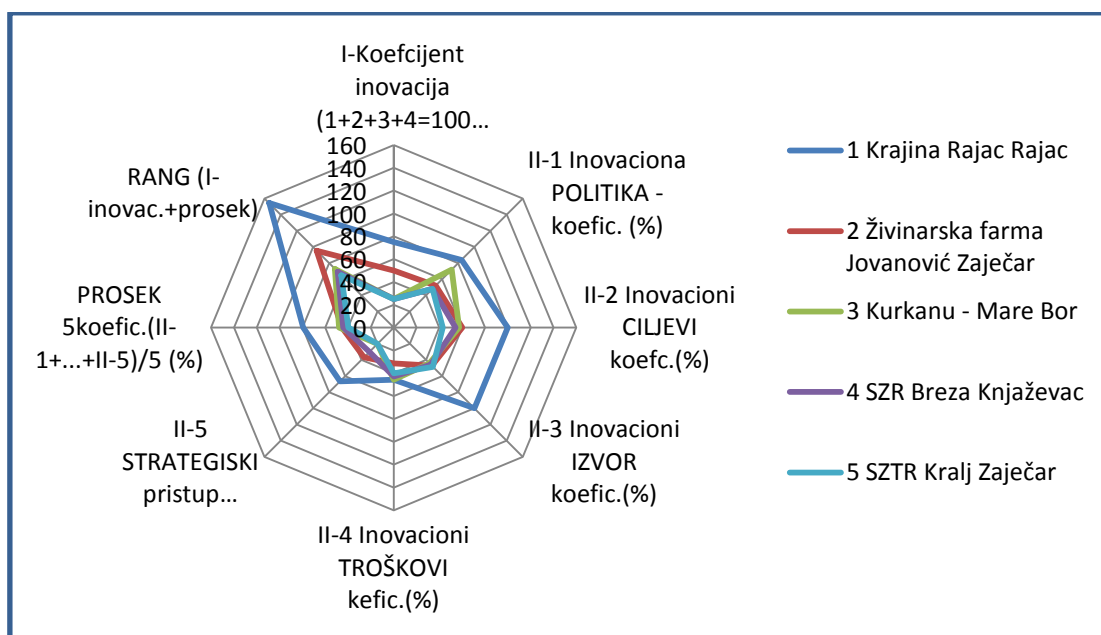 I-Koefcijent
inovacija
(1+2+3+4=100...
II-1 Inovaciona
POLITIKA -
koefic. (%)
II-2 Inovacioni
CILJEVI
koefc.(%)
II-3 Inovacioni
IZVOR
koefic.(%)
II-4 Inovacioni
TROŠKOVI
kefic.(%)
II-5
STRATEGISKI
pristup...
PROSEK
5koefic.(II-
1+...+II-5)/5 (%)
RANG (I-
inovac.+prosek)
160
140
120
100
80
60
40
20
0
1 Krajina Rajac Rajac
2 Živinarska farma
Jovanović Zaječar
3 Kurkanu - Mare Bor
4 SZR Breza Knjaževac
5 SZTR Kralj Zaječar